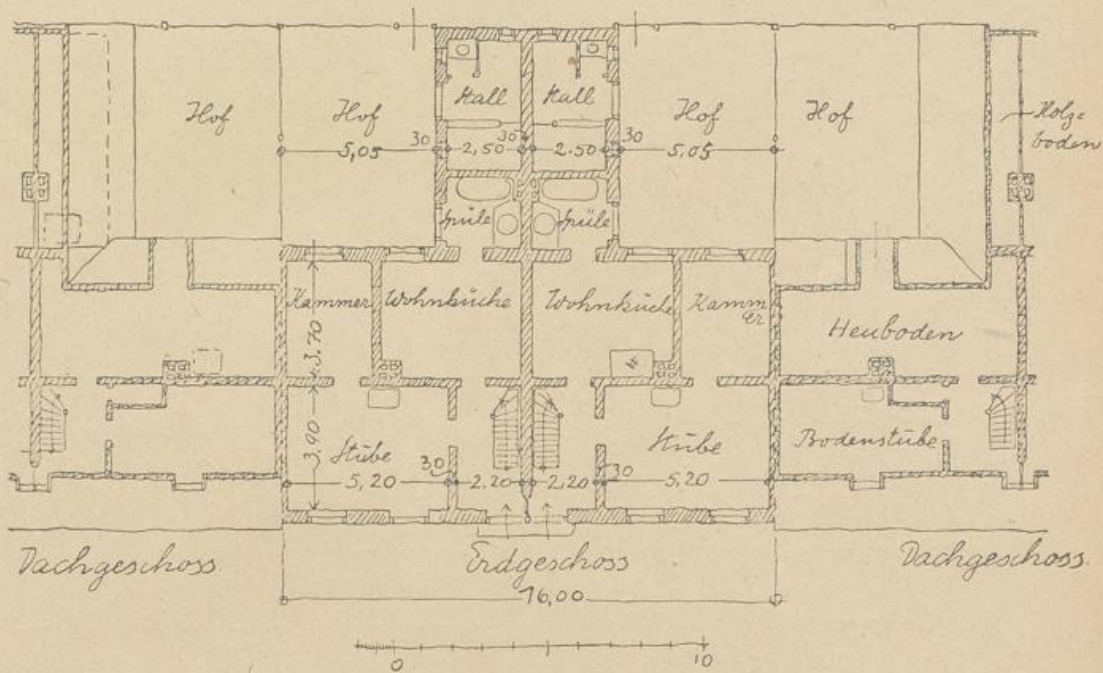 Hof Hof Stall Stall Hof Hof Holz=
boden
30 30 30
5,05 2,50 2.50 5.05
Spüle Spüle
Kammer Wohnküche Wohnküche Kamm
er
Heuboden
3.70
3.90
Stube Stube Bodenstube
30 30
5,20 2.20 2,20 5,20
Dachgeschoss. Erdgeschoss Dachgeschoss.
16,00
0 10